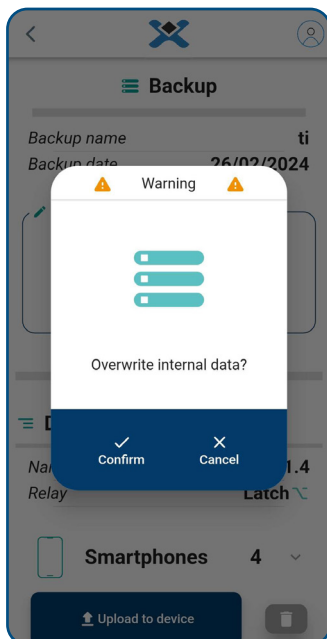 Backup
Backup name ti
Backup date 26/02/2024
Warning
Overwrite internal data?
Confirm Cancel
1.4
Relay Latch
Smartphones 4
Upload to device